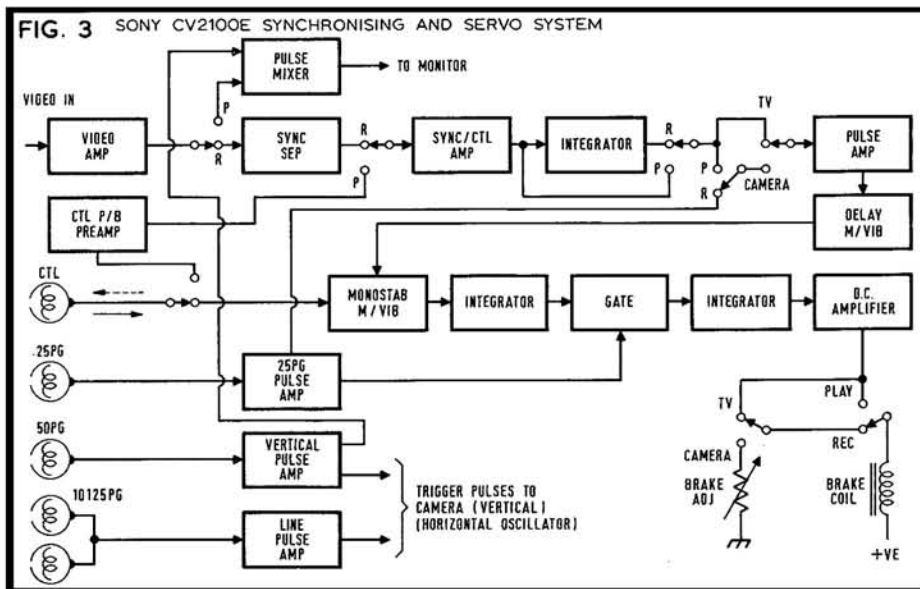 FIG. 3 SONY CV2100E SYNCHRONISING AND SERVO SYSTEM
PULSE
MIXER
TO MONITOR
VIDEO IN
P
TV
VIDEO
AMP
R
SYNC
SEP
R
P
SYNC/CTL
AMP
INTEGRATOR
R
P
P
R
CAMERA
PULSE
AMP
CTL P/B
PREAMP
DELAY
M/VIB
CTL
MONOSTAB
M/VIB
INTEGRATOR
GATE
INTEGRATOR
D.C.
AMPLIFIER
25PG
25PG
PULSE
AMP
TV
PLAY
50PG
VERTICAL
PULSE
AMP
CAMERA
REC
BRAKE
ADJ
BRAKE
COIL
TRIGGER PULSES TO
CAMERA (VERTICAL)
(HORIZONTAL OSCILLATOR)
10125PG
LINE
PULSE
AMP
+VE